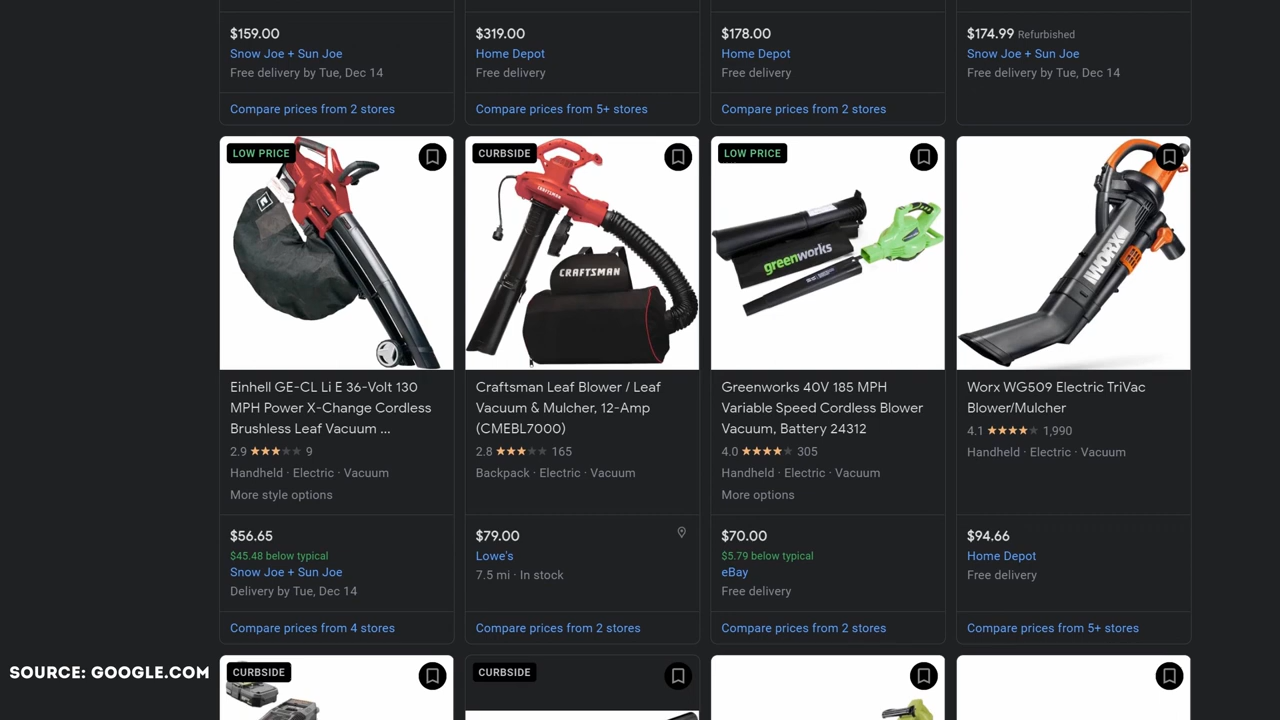 $159.00
Snow Joe + Sun Joe
Free delivery by Tue, Dec 14
Compare prices from 2 stores
$319.00
Home Depot
Free delivery
Compare prices from 5+ stores
$178.00
Home Depot
Free delivery
Compare prices from 2 stores
$174.99 Refurbished
Snow Joe + Sun Joe
Free delivery by Tue, Dec 14
LOW PRICE
Einhell GE-CL Li E 36-Volt 130
MPH Power X-Change Cordless
Brushless Leaf Vacuum ...
2.9 9
Handheld · Electric · Vacuum
More style options
$56.65
$45.48 below typical
Snow Joe + Sun Joe
Delivery by Tue, Dec 14
Compare prices from 4 stores
CURBSIDE
CRAFTSMAN
CRAFTSMAN
Craftsman Leaf Blower / Leaf
Vacuum & Mulcher, 12-Amp
(CMEBL7000)
2.8 165
Backpack · Electric · Vacuum
$79.00
Lowe's
7.5 mi · In stock
Compare prices from 2 stores
LOW PRICE
greenworks
Greenworks 40V 185 MPH
Variable Speed Cordless Blower
Vacuum, Battery 24312
4.0 305
Handheld · Electric · Vacuum
More options
$70.00
$5.79 below typical
eBay
Free delivery
Compare prices from 2 stores
WORX
Worx WG509 Electric TriVac
Blower/Mulcher
4.1 1,990
Handheld · Electric · Vacuum
$94.66
Home Depot
Free delivery
Compare prices from 5+ stores
SOURCE: GOOGLE.COM
CURBSIDE
CURBSIDE